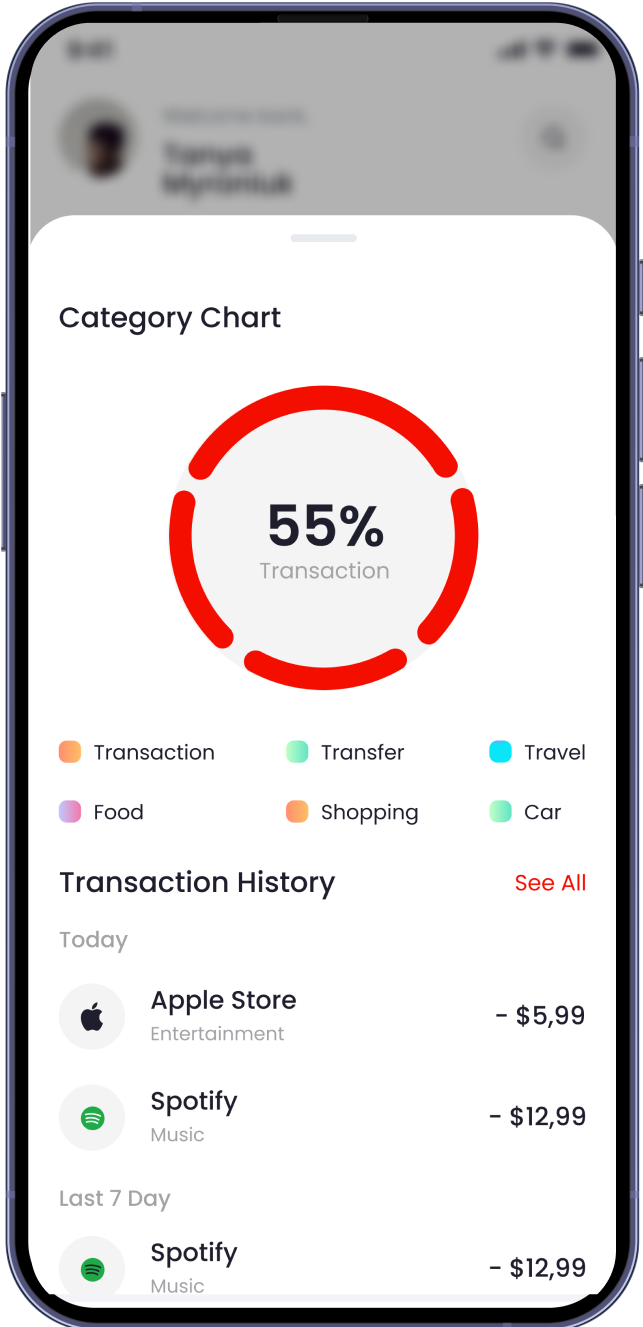 9:41
Welcome back,
Tanya
Myroniuk
Category Chart
55%
Transaction
Transaction
Transfer
Travel
Food
Shopping
Car
Transaction History
See All
Today
Apple Store
- $5,99
Entertainment
Spotify
- $12,99
Music
Last 7 Day
Spotify
- $12,99
Music